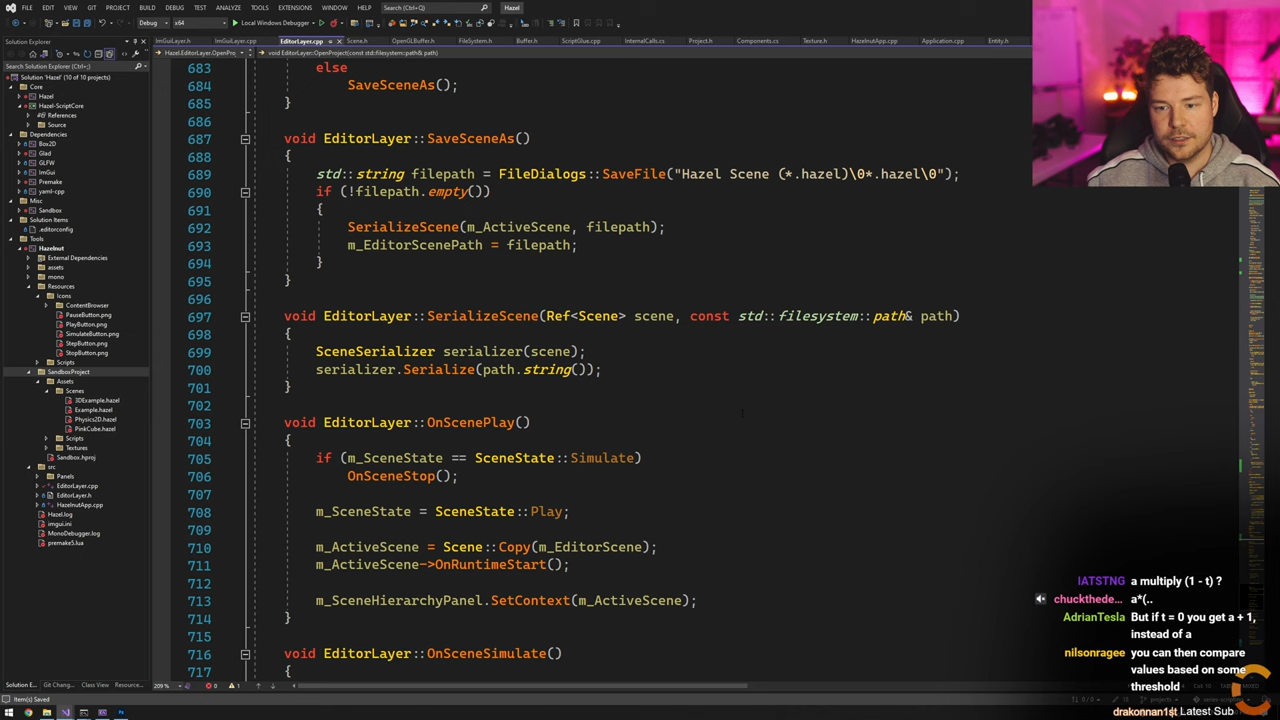 FILE EDIT VIEW GIT PROJECT BUILD DEBUG TEST ANALYZE TOOLS EXTENSIONS WINDOW HELP Search (Ctrl+;) Hazel
Debug x64 Local Windows Debugger
Solution Explorer
Search Solution Explorer (Ctrl+;)
Solution 'Hazel' (10 of 10 projects)
Core
Hazel
Hazel-ScriptCore
References
Source
Dependencies
Box2D
Glad
GLFW
ImGui
Premake
yaml-cpp
Misc
Sandbox
Solution Items
.editorconfig
Tools
Hazelnut
External Dependencies
assets
mono
Resources
Icons
ContentBrowser
PauseButton.png
PlayButton.png
SimulateButton.png
StepButton.png
StopButton.png
Scripts
SandboxProject
Assets
Scenes
3DExample.hazel
Example.hazel
Physics2D.hazel
PinkCube.hazel
Scripts
Textures
Sandbox.hproj
src
Panels
EditorLayer.cpp
EditorLayer.h
HazelnutApp.cpp
Hazel.log
imgui.ini
MonoDebugger.log
premake5.lua
Solution E... Git Chang... Class View Resource...
Item(s) Saved
ImGuiLayer.h ImGuiLayer.cpp EditorLayer.cpp Scene.h OpenGLBuffer.h FileSystem.h Buffer.h ScriptGlue.cpp InternalCalls.cs Project.h Components.cs Texture.h HazelnutApp.cpp Application.cpp Entity.h
Hazel.EditorLayer.OpenProj... void EditorLayer::OpenProject(const std::filesystem::path& path)
683 else
684 SaveSceneAs();
685 }
686
687 void EditorLayer::SaveSceneAs()
688 {
689 std::string filepath = FileDialogs::SaveFile("Hazel Scene (*.hazel)\0*.hazel\0");
690 if (!filepath.empty())
691 {
692 SerializeScene(m_ActiveScene, filepath);
693 m_EditorScenePath = filepath;
694 }
695 }
696
697 void EditorLayer::SerializeScene(Ref<Scene> scene, const std::filesystem::path& path)
698 {
699 SceneSerializer serializer(scene);
700 serializer.Serialize(path.string());
701 }
702
703 void EditorLayer::OnScenePlay()
704 {
705 if (m_SceneState == SceneState::Simulate)
706 OnSceneStop();
707
708 m_SceneState = SceneState::Play;
709
710 m_ActiveScene = Scene::Copy(m_EditorScene);
711 m_ActiveScene->OnRuntimeStart();
712
713 m_SceneHierarchyPanel.SetContext(m_ActiveScene);
714 }
715
716 void EditorLayer::OnSceneSimulate()
717 {
209 % 0 1
IATSTNG a multiply (1 - t) ?
chuckthede... a*(..
AdrianTesla But if t = 0 you get a + 1,
instead of a
nilsonragee you can then compare
values based on some
threshold
drakonnan1st Latest Sub